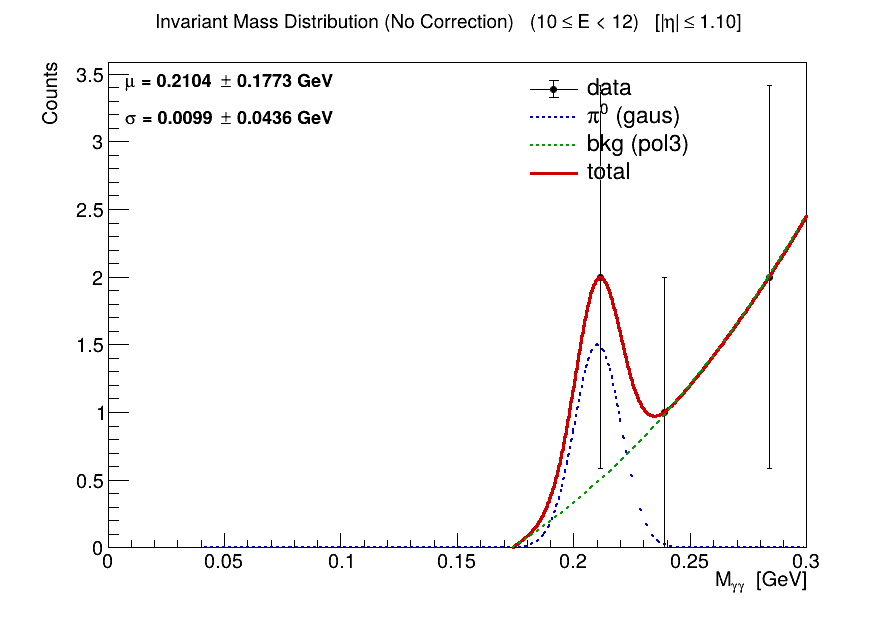 Invariant Mass Distribution (No Correction) (10 ≤ E < 12) [|η| ≤ 1.10]
Counts
μ = 0.2104 ± 0.1773 GeV
σ = 0.0099 ± 0.0436 GeV
data
π⁰ (gaus)
bkg (pol3)
total
3.5
3
2.5
2
1.5
1
0.5
0
0 0.05 0.1 0.15 0.2 0.25 0.3
Mγγ [GeV]